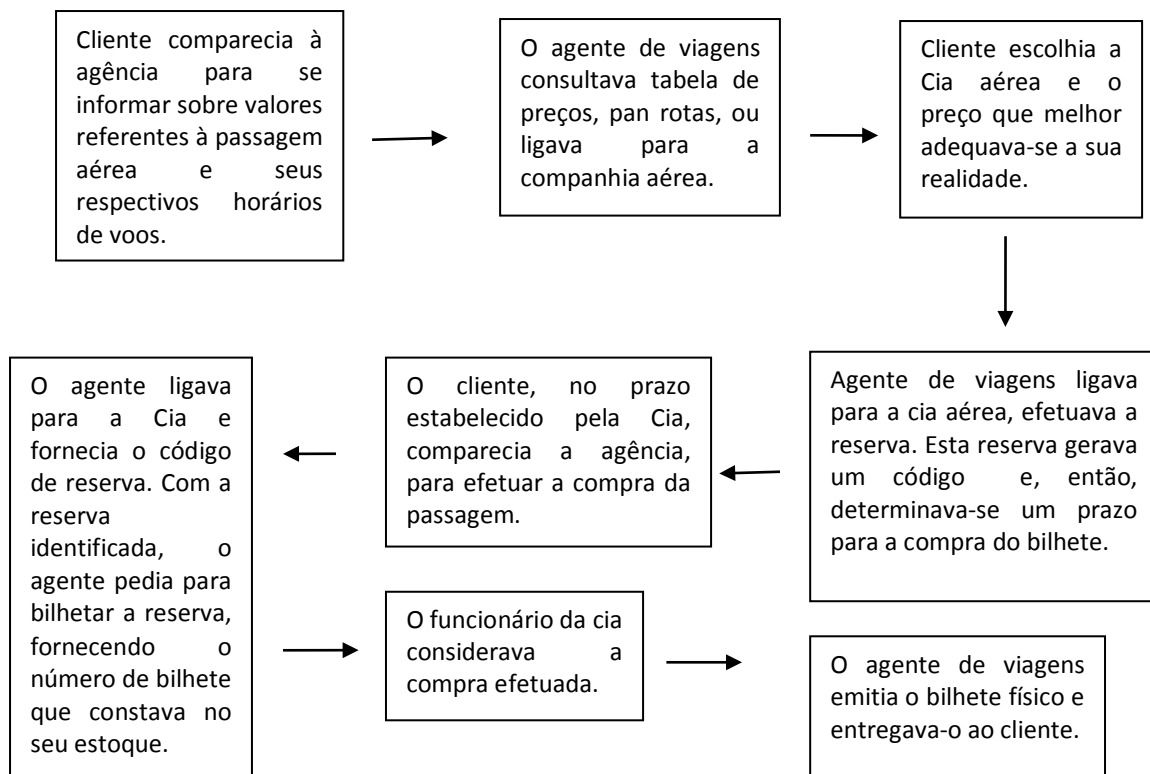 Cliente comparecia à
agência para se
informar sobre valores
referentes à passagem
aérea e seus
respectivos horários
de voos.
O agente de viagens
consultava tabela de
preços, pan rotas, ou
ligava para a
companhia aérea.
Cliente escolhia a
Cia aérea e o
preço que melhor
adequava-se a sua
realidade.
Agente de viagens ligava
para a cia aérea, efetuava a
reserva. Esta reserva gerava
um código e, então,
determinava-se um prazo
para a compra do bilhete.
O cliente, no prazo
estabelecido pela Cia,
comparecia a agência,
para efetuar a compra da
passagem.
O agente ligava
para a Cia e
fornecia o código
de reserva. Com a
reserva
identificada, o
agente pedia para
bilhetar a reserva,
fornecendo o
número de bilhete
que constava no
seu estoque.
O funcionário da cia
considerava a
compra efetuada.
O agente de viagens
emitia o bilhete físico e
entregava-o ao cliente.